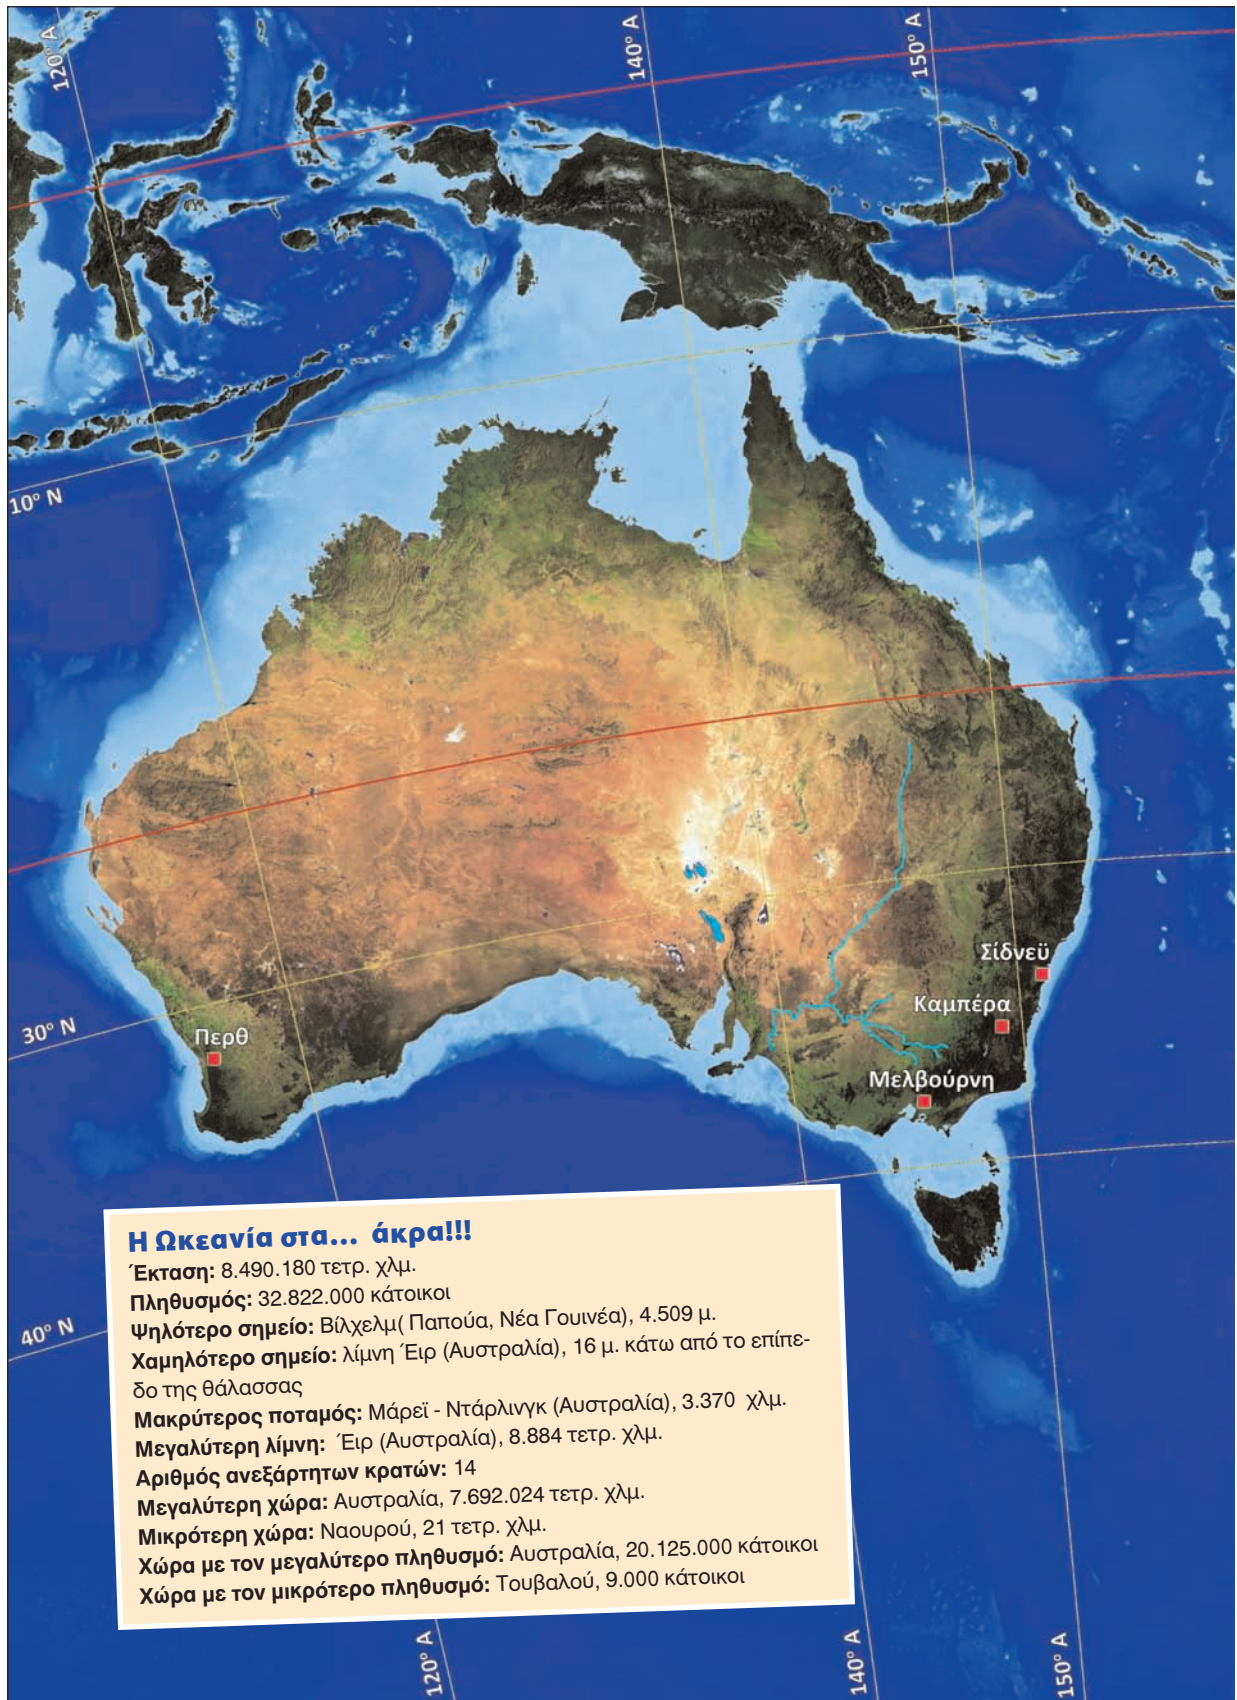 120° Α
140° Α
150° Α
10° Ν
Σίδνεϋ
Καμπέρα
30° Ν
Περθ
Μελβούρνη
40° Ν
Η Ωκεανία στα... άκρα!!!
Έκταση: 8.490.180 τετρ. χλμ.
Πληθυσμός: 32.822.000 κάτοικοι
Ψηλότερο σημείο: Βίλχελμ( Παπούα, Νέα Γουινέα), 4.509 μ.
Χαμηλότερο σημείο: λίμνη Έιρ (Αυστραλία), 16 μ. κάτω από το επίπε-
δο της θάλασσας
Μακρύτερος ποταμός: Μάρεϊ - Ντάρλινγκ (Αυστραλία), 3.370 χλμ.
Μεγαλύτερη λίμνη: Έιρ (Αυστραλία), 8.884 τετρ. χλμ.
Αριθμός ανεξάρτητων κρατών: 14
Μεγαλύτερη χώρα: Αυστραλία, 7.692.024 τετρ. χλμ.
Μικρότερη χώρα: Ναουρού, 21 τετρ. χλμ.
Χώρα με τον μεγαλύτερο πληθυσμό: Αυστραλία, 20.125.000 κάτοικοι
Χώρα με τον μικρότερο πληθυσμό: Τουβαλού, 9.000 κάτοικοι
120° Α
140° Α
150° Α